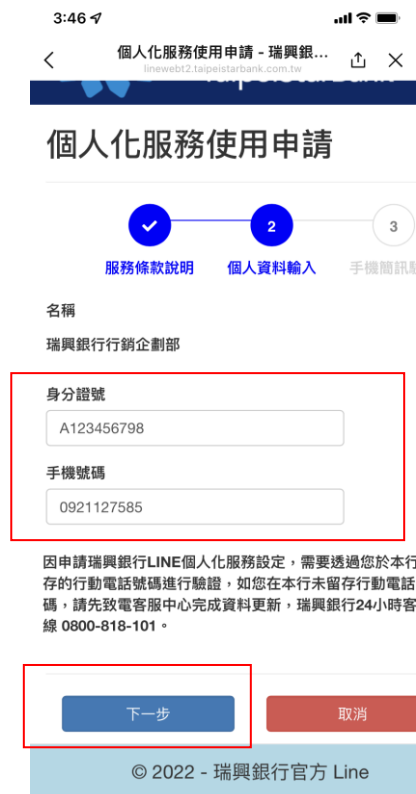 3:46
個人化服務使用申請 - 瑞興銀...
linewebt2.taipeistarbank.com.tw
個人化服務使用申請
2
3
服務條款說明
個人資料輸入
手機簡訊
名稱
瑞興銀行行銷企劃部
身分證號
A123456798
手機號碼
0921127585
因申請瑞興銀行LINE個人化服務設定,需要透過您於本行
存的行動電話號碼進行驗證,如您在本行未留存行動電話
碼,請先致電客服中心完成資料更新,瑞興銀行24小時客
線 0800-818-101。
下一步
取消
© 2022 - 瑞興銀行官方 Line